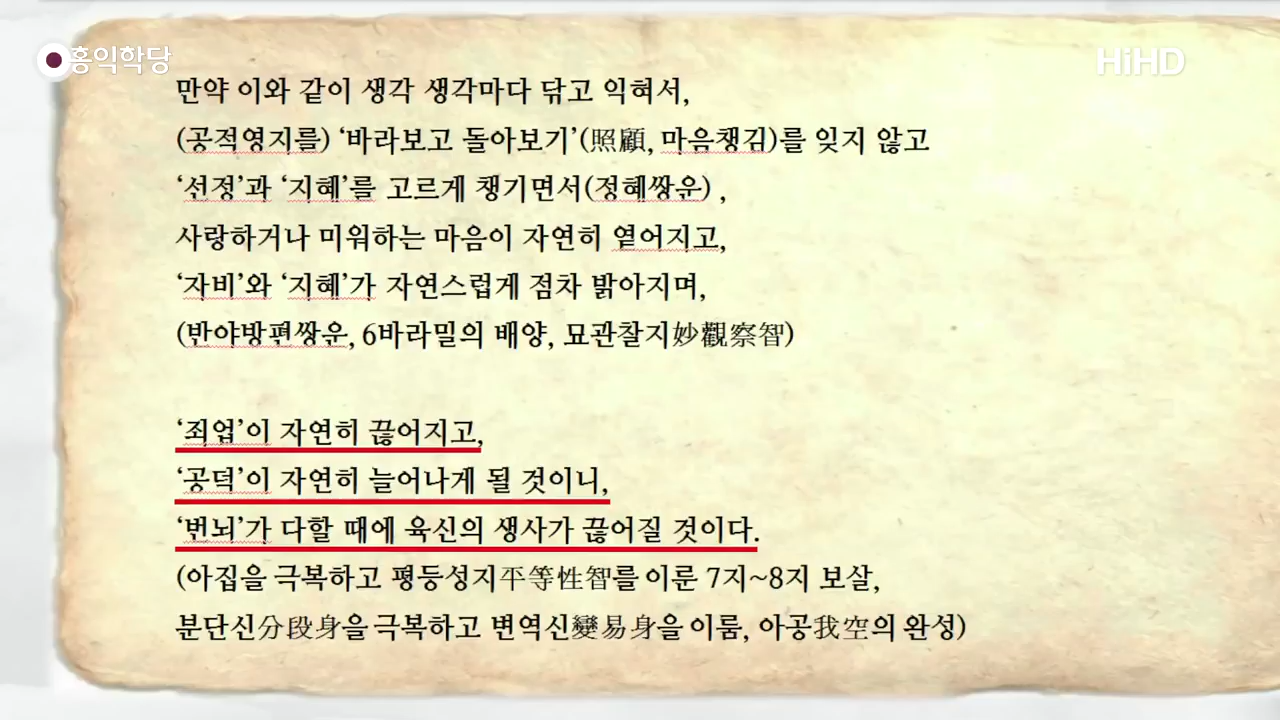 홍익학당
HiHD
만약 이와 같이 생각 생각마다 닦고 익혀서,
(공적영지를) ‘바라보고 돌아보기’(照顧, 마음챙김)를 잊지 않고
‘선정’과 ‘지혜’를 고르게 챙기면서(정혜쌍운) ,
사랑하거나 미워하는 마음이 자연히 옅어지고,
‘자비’와 ‘지혜’가 자연스럽게 점차 밝아지며,
(반야방편쌍운, 6바라밀의 배양, 묘관찰지妙觀察智)
‘죄업’이 자연히 끊어지고,
‘공덕’이 자연히 늘어나게 될 것이니,
‘번뇌’가 다할 때에 육신의 생사가 끊어질 것이다.
(아집을 극복하고 평등성지平等性智를 이룬 7지~8지 보살,
분단신分段身을 극복하고 변역신變易身을 이룸, 아공我空의 완성)